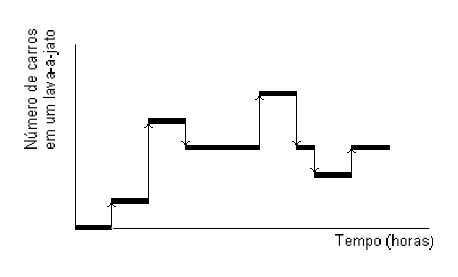 Número de carros
em um lava-a-jato
Tempo (horas)